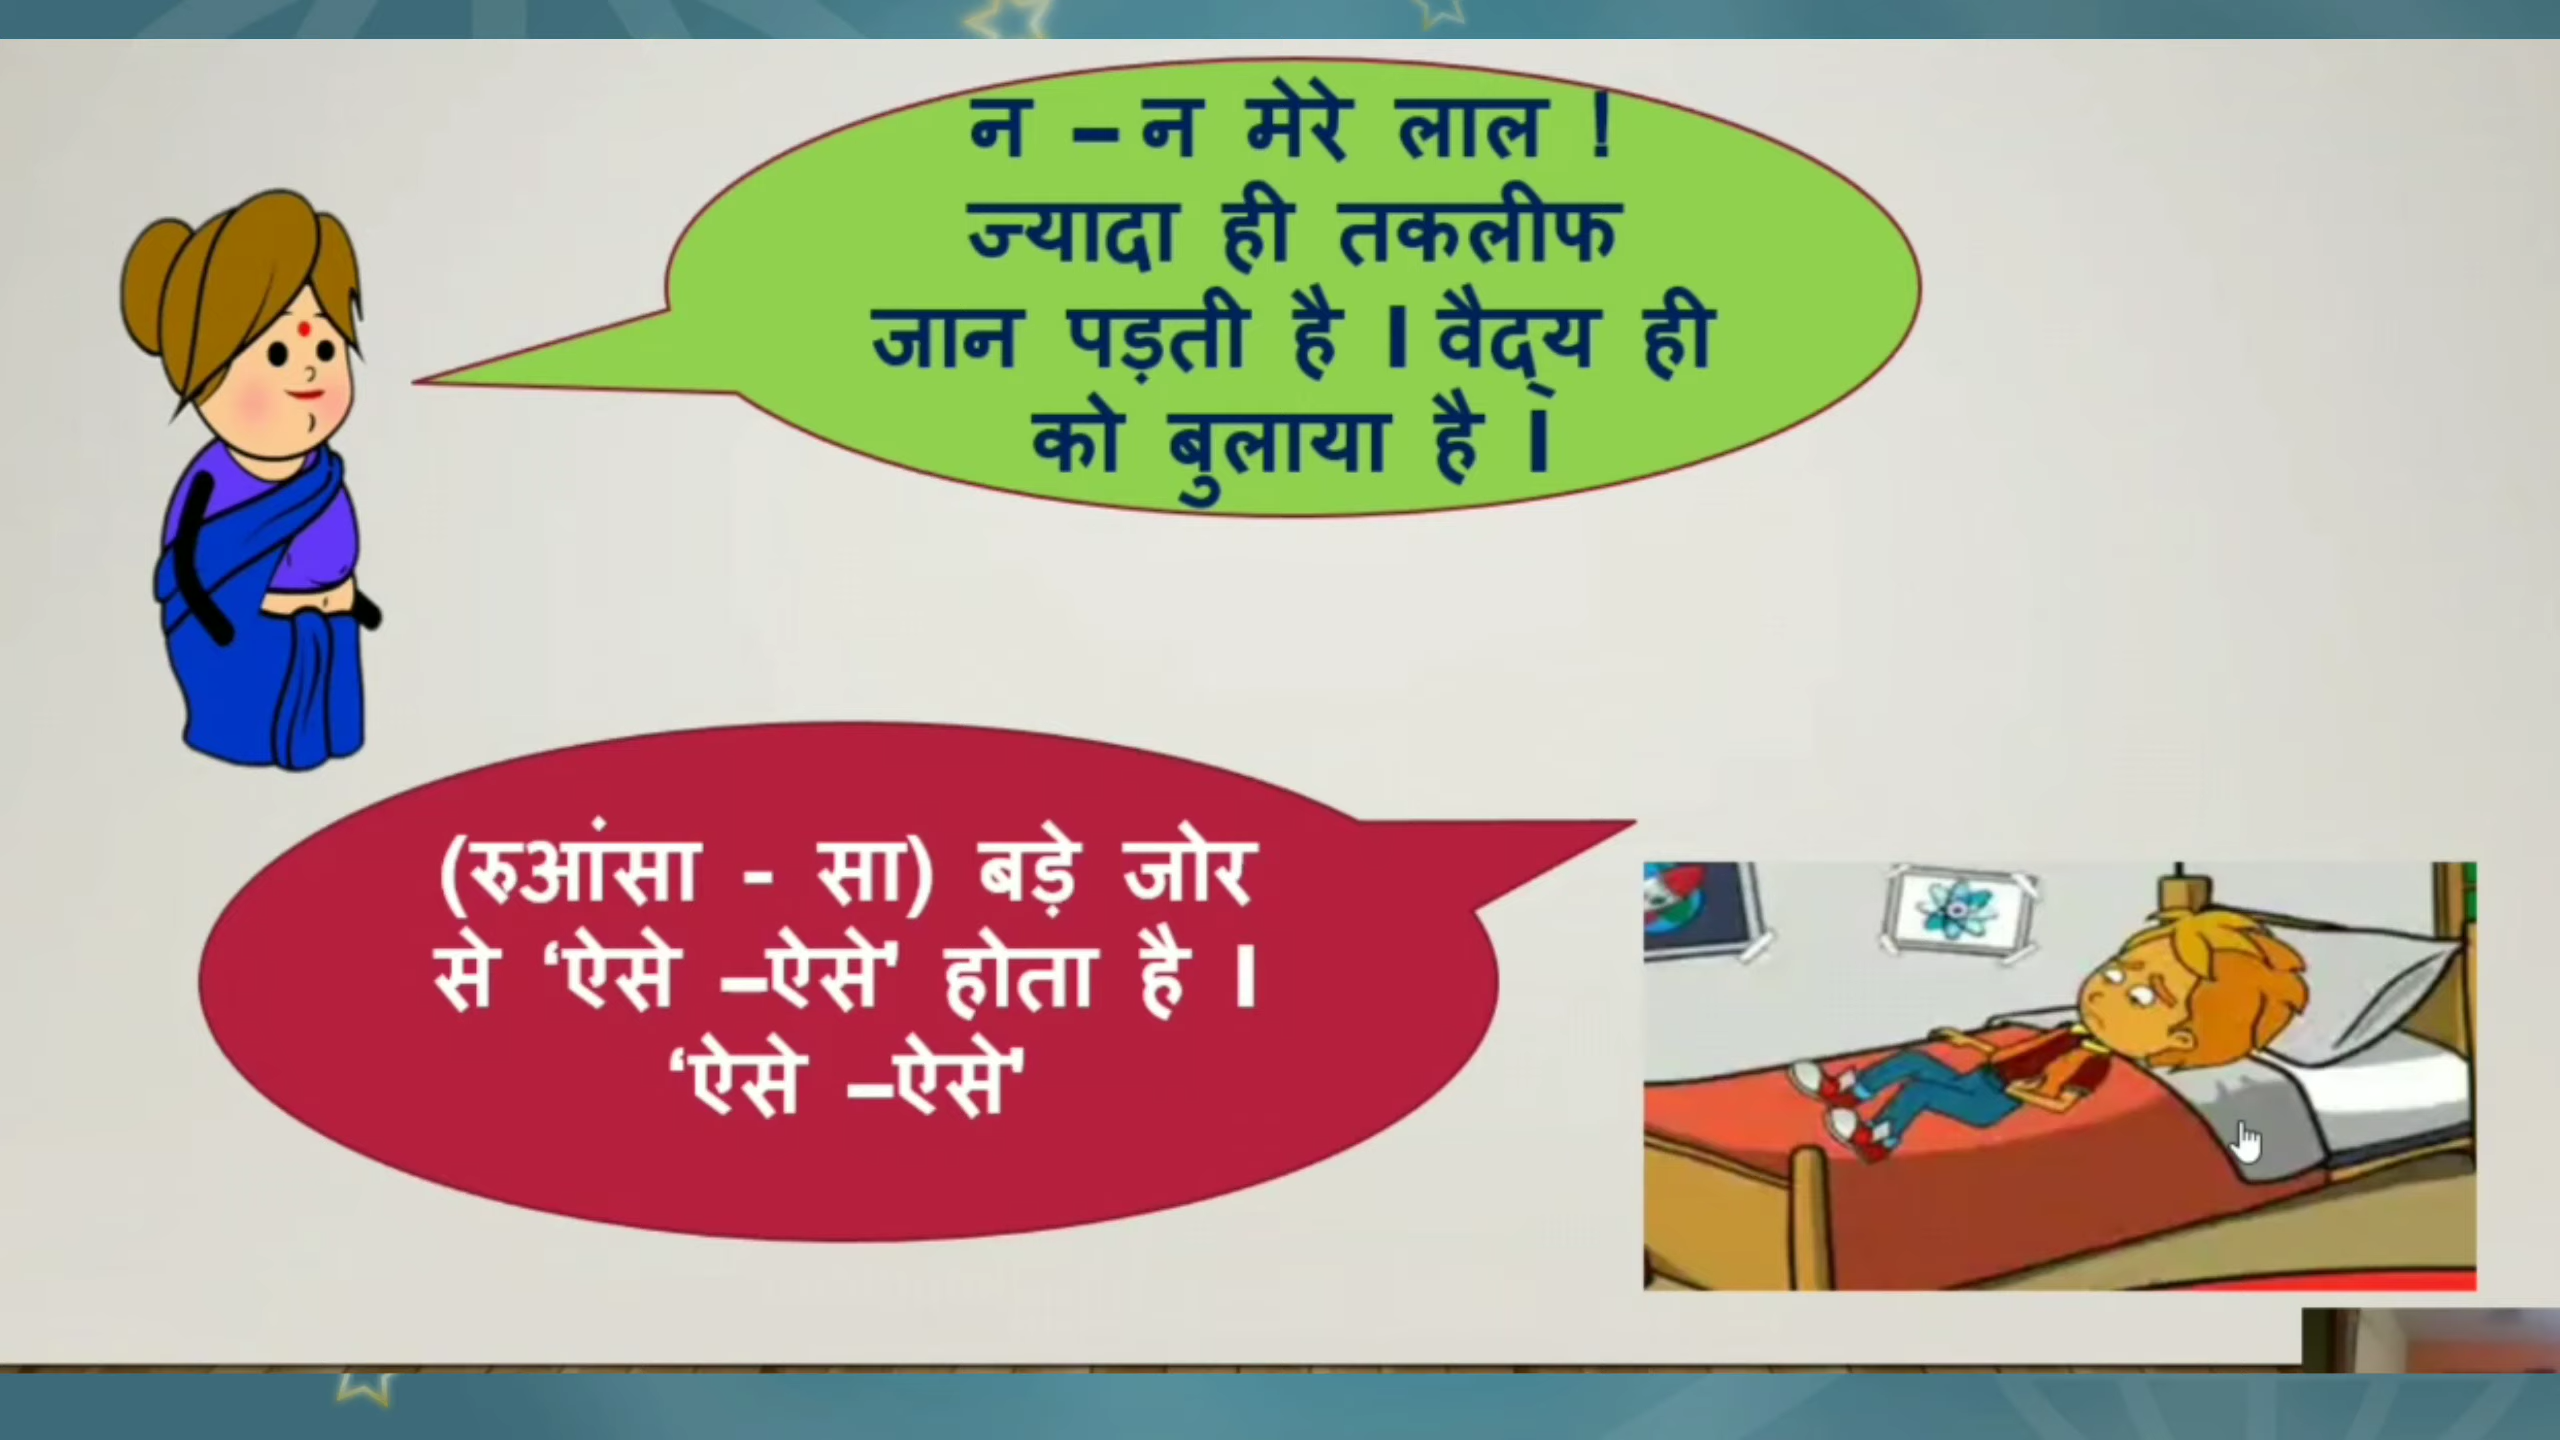 न – न मेरे लाल !
ज्यादा ही तकलीफ
जान पड़ती है । वैद्‌य ही
को बुलाया है ।
(रुआंसा - सा) बड़े जोर
से ‘ऐसे –ऐसे' होता है ।
‘ऐसे –ऐसे'